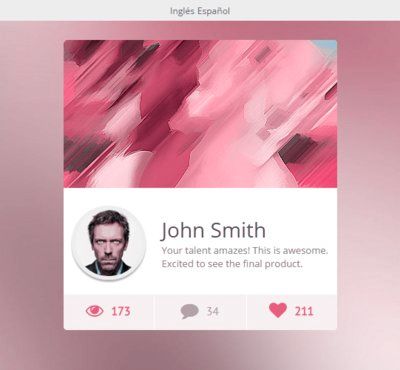 Inglés Español
John Smith
Your talent amazes! This is awesome.
Excited to see the final product.
173 34 211